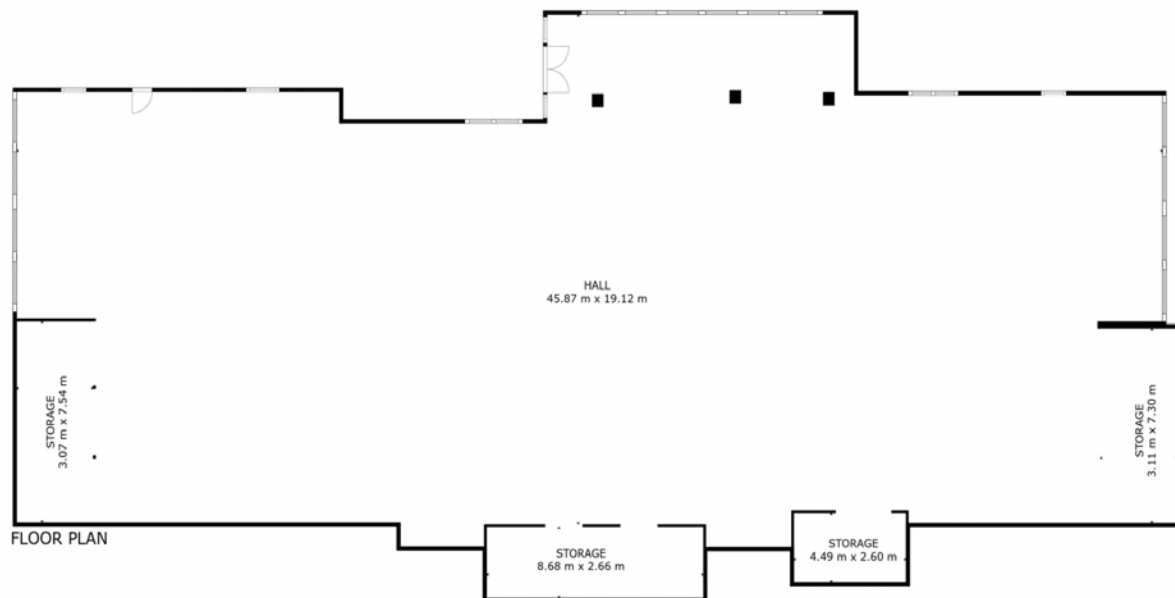 HALL
45.87 m x 19.12 m
STORAGE
3.07 m x 7.54 m
STORAGE
3.11 m x 7.30 m
FLOOR PLAN
STORAGE
8.68 m x 2.66 m
STORAGE
4.49 m x 2.60 m